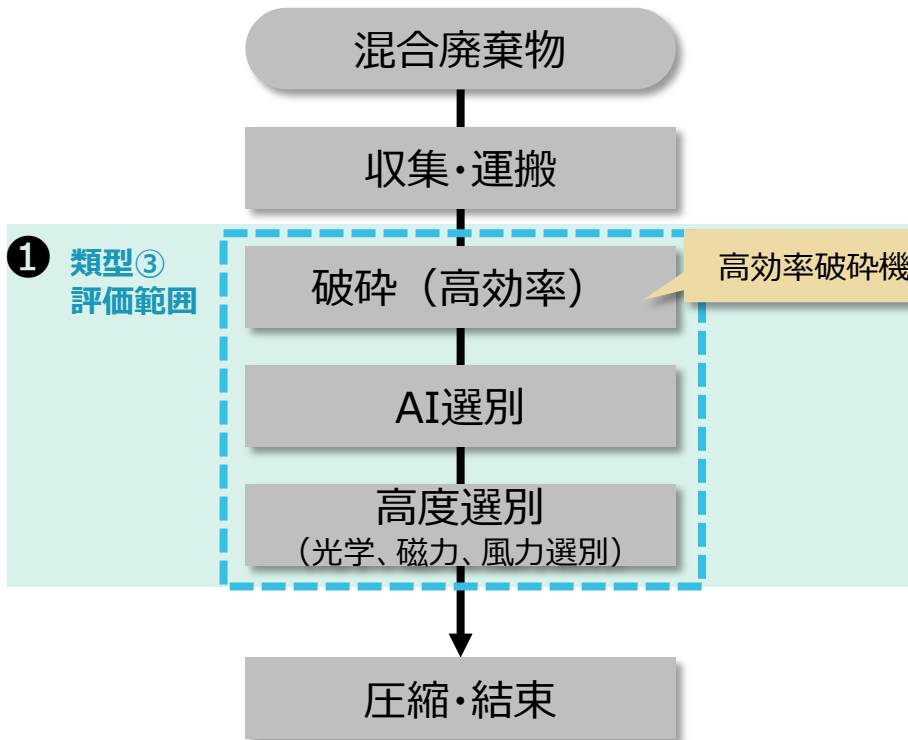 混合廃棄物
収集・運搬
❶ 類型③
評価範囲
破砕（高効率）
高効率破砕機
AI選別
高度選別
（光学、磁力、風力選別）
圧縮・結束